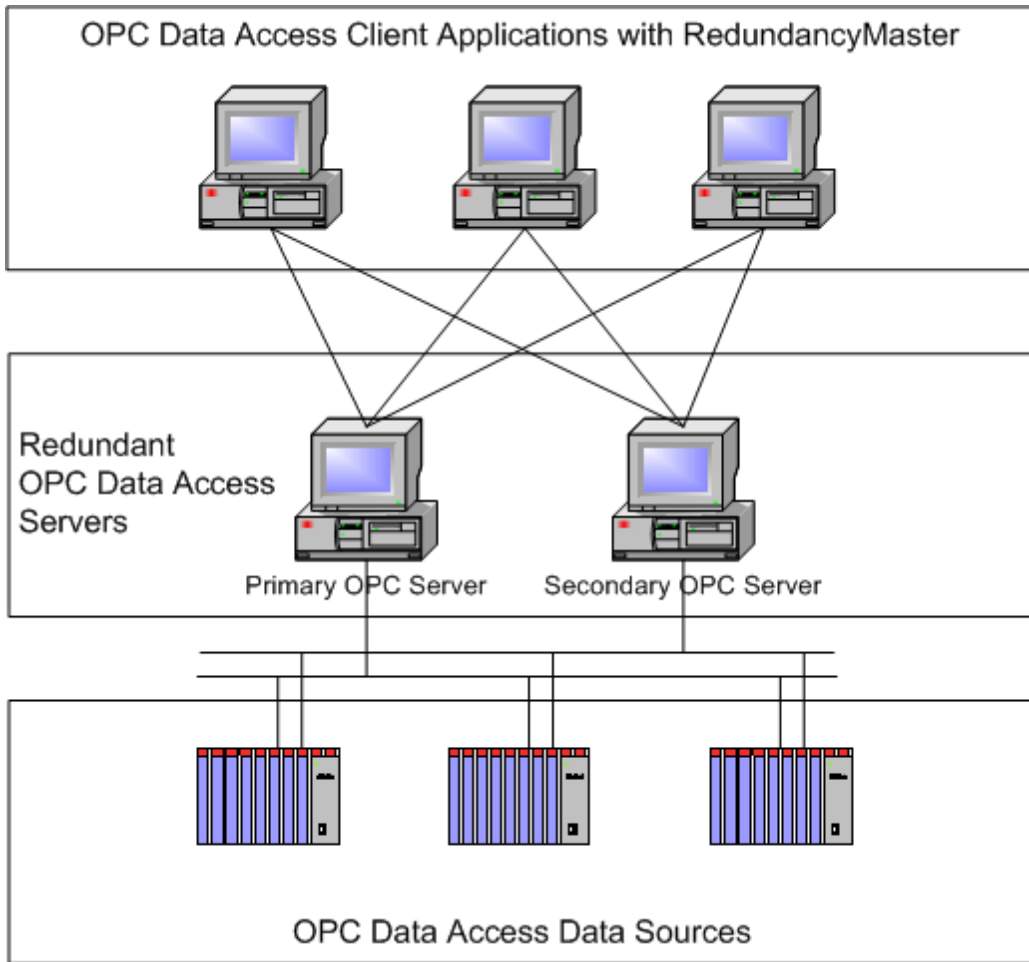 OPC Data Access Client Applications with RedundancyMaster
Redundant
OPC Data Access
Servers
Primary OPC Server
Secondary OPC Server
OPC Data Access Data Sources